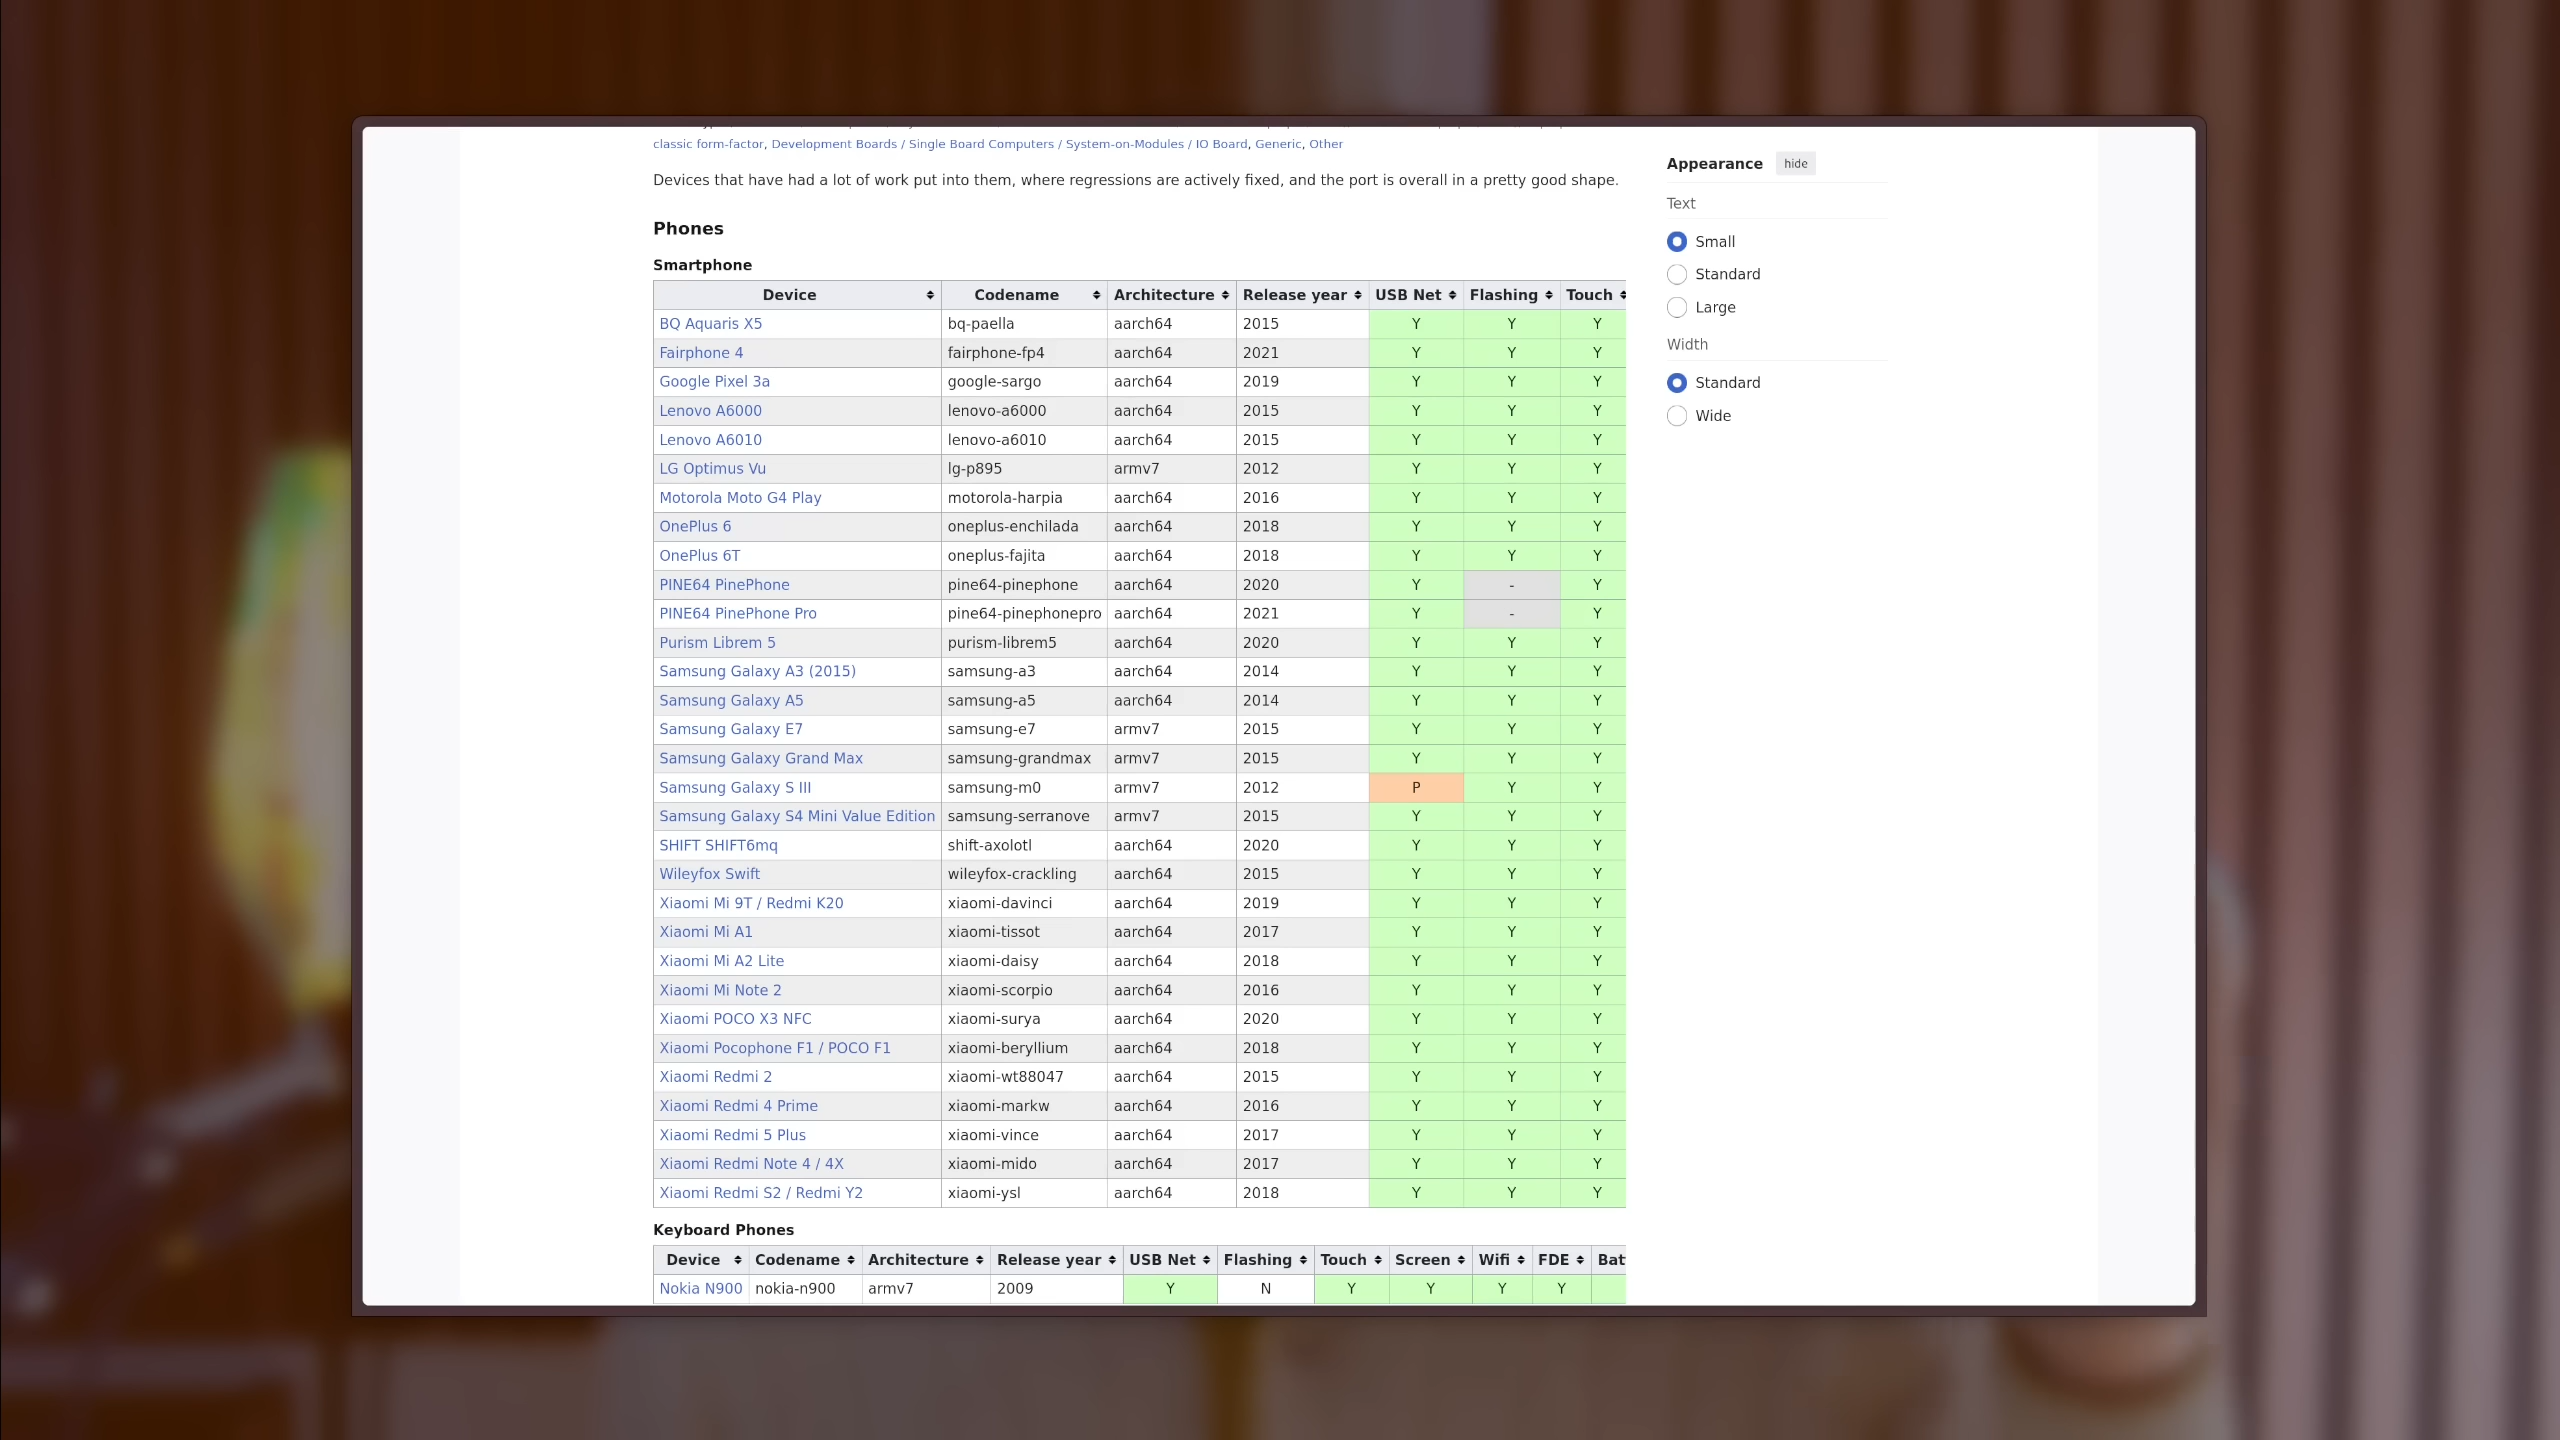 classic form-factor, Development Boards / Single Board Computers / System-on-Modules / IO Board, Generic, Other
Devices that have had a lot of work put into them, where regressions are actively fixed, and the port is overall in a pretty good shape.
Phones
Smartphone
Device Codename Architecture Release year USB Net Flashing Touch
BQ Aquaris X5 bq-paella aarch64 2015 Y Y Y
Fairphone 4 fairphone-fp4 aarch64 2021 Y Y Y
Google Pixel 3a google-sargo aarch64 2019 Y Y Y
Lenovo A6000 lenovo-a6000 aarch64 2015 Y Y Y
Lenovo A6010 lenovo-a6010 aarch64 2015 Y Y Y
LG Optimus Vu lg-p895 armv7 2012 Y Y Y
Motorola Moto G4 Play motorola-harpia aarch64 2016 Y Y Y
OnePlus 6 oneplus-enchilada aarch64 2018 Y Y Y
OnePlus 6T oneplus-fajita aarch64 2018 Y Y Y
PINE64 PinePhone pine64-pinephone aarch64 2020 Y - Y
PINE64 PinePhone Pro pine64-pinephonepro aarch64 2021 Y - Y
Purism Librem 5 purism-librem5 aarch64 2020 Y Y Y
Samsung Galaxy A3 (2015) samsung-a3 aarch64 2014 Y Y Y
Samsung Galaxy A5 samsung-a5 aarch64 2014 Y Y Y
Samsung Galaxy E7 samsung-e7 armv7 2015 Y Y Y
Samsung Galaxy Grand Max samsung-grandmax armv7 2015 Y Y Y
Samsung Galaxy S III samsung-m0 armv7 2012 P Y Y
Samsung Galaxy S4 Mini Value Edition samsung-serranove armv7 2015 Y Y Y
SHIFT SHIFT6mq shift-axolotl aarch64 2020 Y Y Y
Wileyfox Swift wileyfox-crackling aarch64 2015 Y Y Y
Xiaomi Mi 9T / Redmi K20 xiaomi-davinci aarch64 2019 Y Y Y
Xiaomi Mi A1 xiaomi-tissot aarch64 2017 Y Y Y
Xiaomi Mi A2 Lite xiaomi-daisy aarch64 2018 Y Y Y
Xiaomi Mi Note 2 xiaomi-scorpio aarch64 2016 Y Y Y
Xiaomi POCO X3 NFC xiaomi-surya aarch64 2020 Y Y Y
Xiaomi Pocophone F1 / POCO F1 xiaomi-beryllium aarch64 2018 Y Y Y
Xiaomi Redmi 2 xiaomi-wt88047 aarch64 2015 Y Y Y
Xiaomi Redmi 4 Prime xiaomi-markw aarch64 2016 Y Y Y
Xiaomi Redmi 5 Plus xiaomi-vince aarch64 2017 Y Y Y
Xiaomi Redmi Note 4 / 4X xiaomi-mido aarch64 2017 Y Y Y
Xiaomi Redmi S2 / Redmi Y2 xiaomi-ysl aarch64 2018 Y Y Y
Keyboard Phones
Device Codename Architecture Release year USB Net Flashing Touch Screen Wifi FDE Bat
Nokia N900 nokia-n900 armv7 2009 Y N Y Y Y Y
Appearance hide
Text
Small
Standard
Large
Width
Standard
Wide